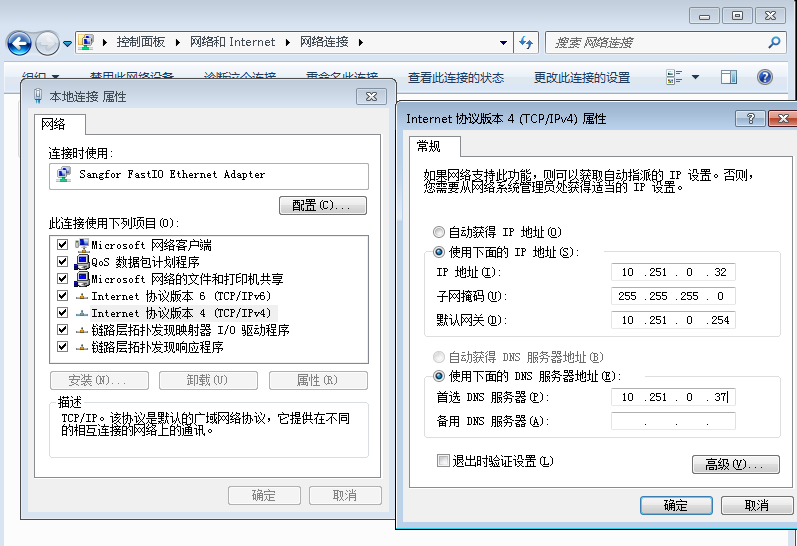 控制面板 ▸ 网络和 Internet ▸ 网络连接 ▸
搜索 网络连接
组织 禁用此网络设备 诊断这个连接 重命名此连接 查看此连接的状态 更改此连接的设置
本地连接 属性
网络
连接时使用:
Sangfor FastIO Ethernet Adapter
配置(C)...
此连接使用下列项目(O):
Microsoft 网络客户端
QoS 数据包计划程序
Microsoft 网络的文件和打印机共享
Internet 协议版本 6 (TCP/IPv6)
Internet 协议版本 4 (TCP/IPv4)
链路层拓扑发现映射器 I/O 驱动程序
链路层拓扑发现响应程序
安装(N)... 卸载(U) 属性(R)
描述
TCP/IP。该协议是默认的广域网络协议，它提供在不同
的相互连接的网络上的通讯。
确定 取消
Internet 协议版本 4 (TCP/IPv4) 属性
常规
如果网络支持此功能，则可以获取自动指派的 IP 设置。否则，
您需要从网络系统管理员处获得适当的 IP 设置。
自动获得 IP 地址(O)
使用下面的 IP 地址(S):
IP 地址(I): 10 .251 . 0 . 32
子网掩码(U): 255 .255 .255 . 0
默认网关(D): 10 .251 . 0 .254
自动获得 DNS 服务器地址(B)
使用下面的 DNS 服务器地址(E):
首选 DNS 服务器(P): 10 .251 . 0 . 37
备用 DNS 服务器(A): . . .
退出时验证设置(L)
高级(V)...
确定 取消